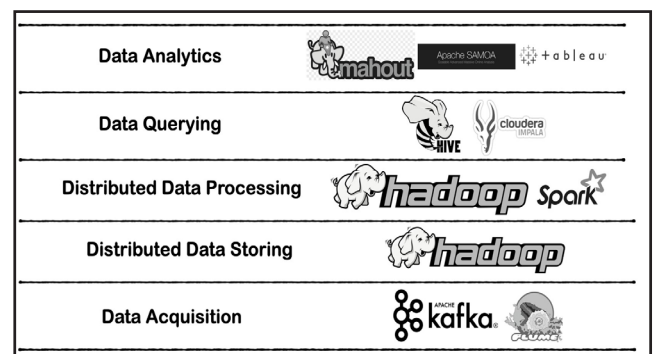 Data Analytics
mahout
Apache SAMOA
+ a b l e a u
Data Querying
HIVE
cloudera
IMPALA
Distributed Data Processing
hadoop
Spark
Distributed Data Storing
hadoop
Data Acquisition
APACHE
kafka®
FLUME